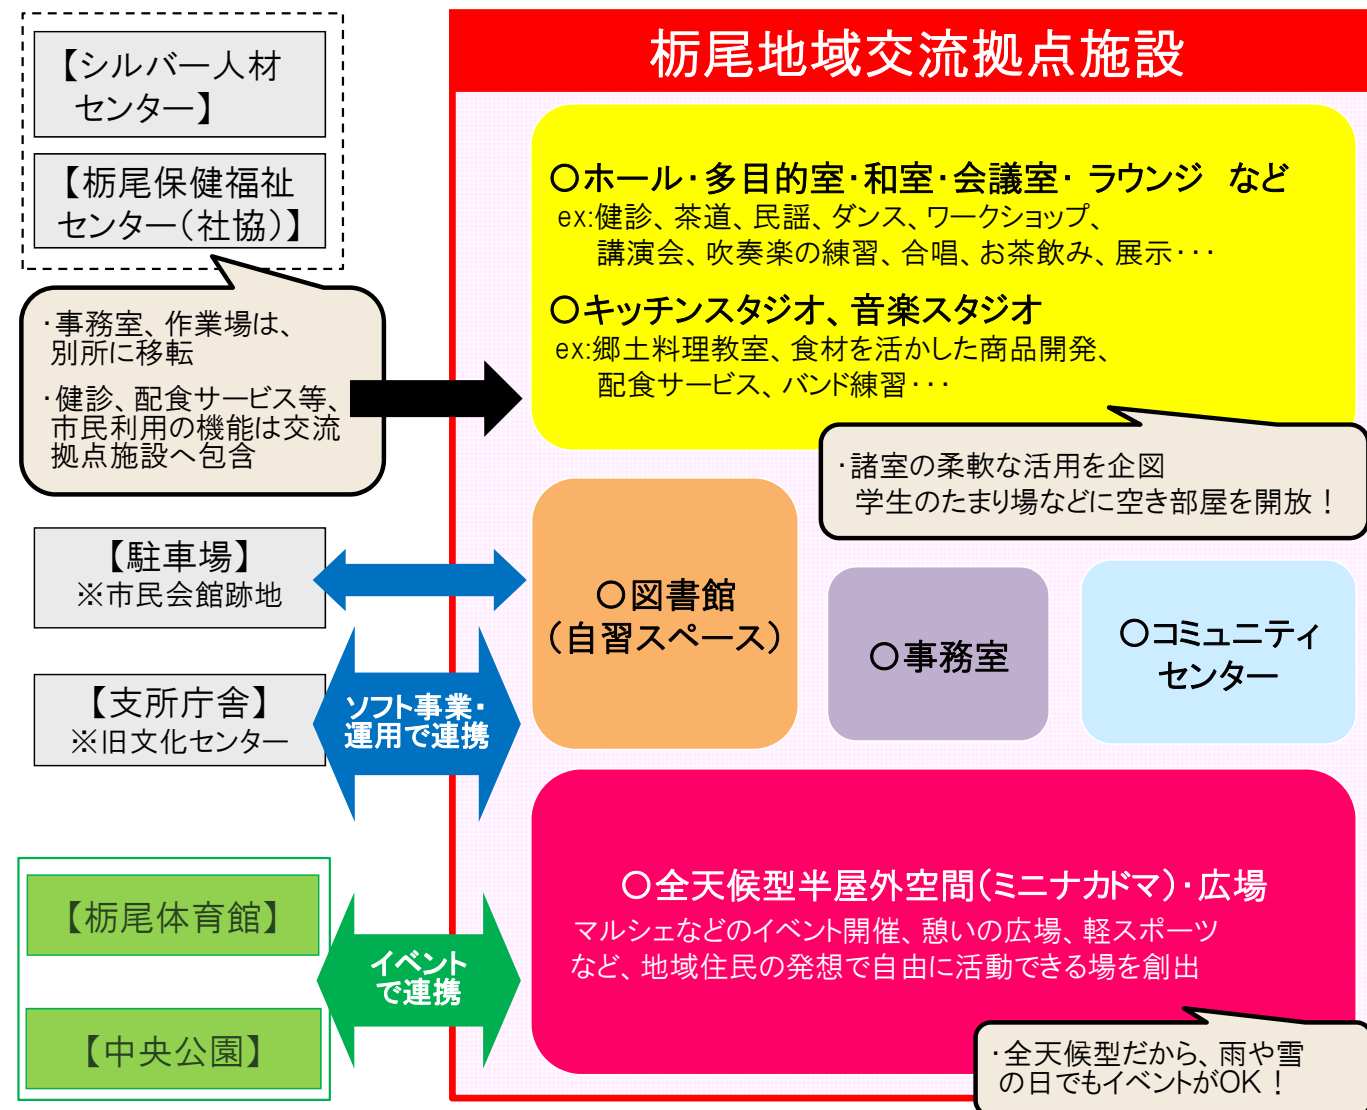 栃尾地域交流拠点施設
【シルバー人材
センター】
【栃尾保健福祉
センター(社協)】
・事務室、作業場は、
別所に移転
・健診、配食サービス等、
市民利用の機能は交流
拠点施設へ包含
〇ホール・多目的室・和室・会議室・ ラウンジ など
ex:健診、茶道、民謡、ダンス、ワークショップ、
講演会、吹奏楽の練習、合唱、お茶飲み、展示・・・
〇キッチンスタジオ、音楽スタジオ
ex:郷土料理教室、食材を活かした商品開発、
配食サービス、バンド練習・・・
・諸室の柔軟な活用を企図
学生のたまり場などに空き部屋を開放！
【駐車場】
※市民会館跡地
【支所庁舎】
※旧文化センター
ソフト事業・
運用で連携
〇図書館
(自習スペース)
〇事務室
〇コミュニティ
センター
【栃尾体育館】
【中央公園】
イベント
で連携
〇全天候型半屋外空間(ミニナカドマ)・広場
マルシェなどのイベント開催、憩いの広場、軽スポーツ
など、地域住民の発想で自由に活動できる場を創出
・全天候型だから、雨や雪
の日でもイベントがOK！